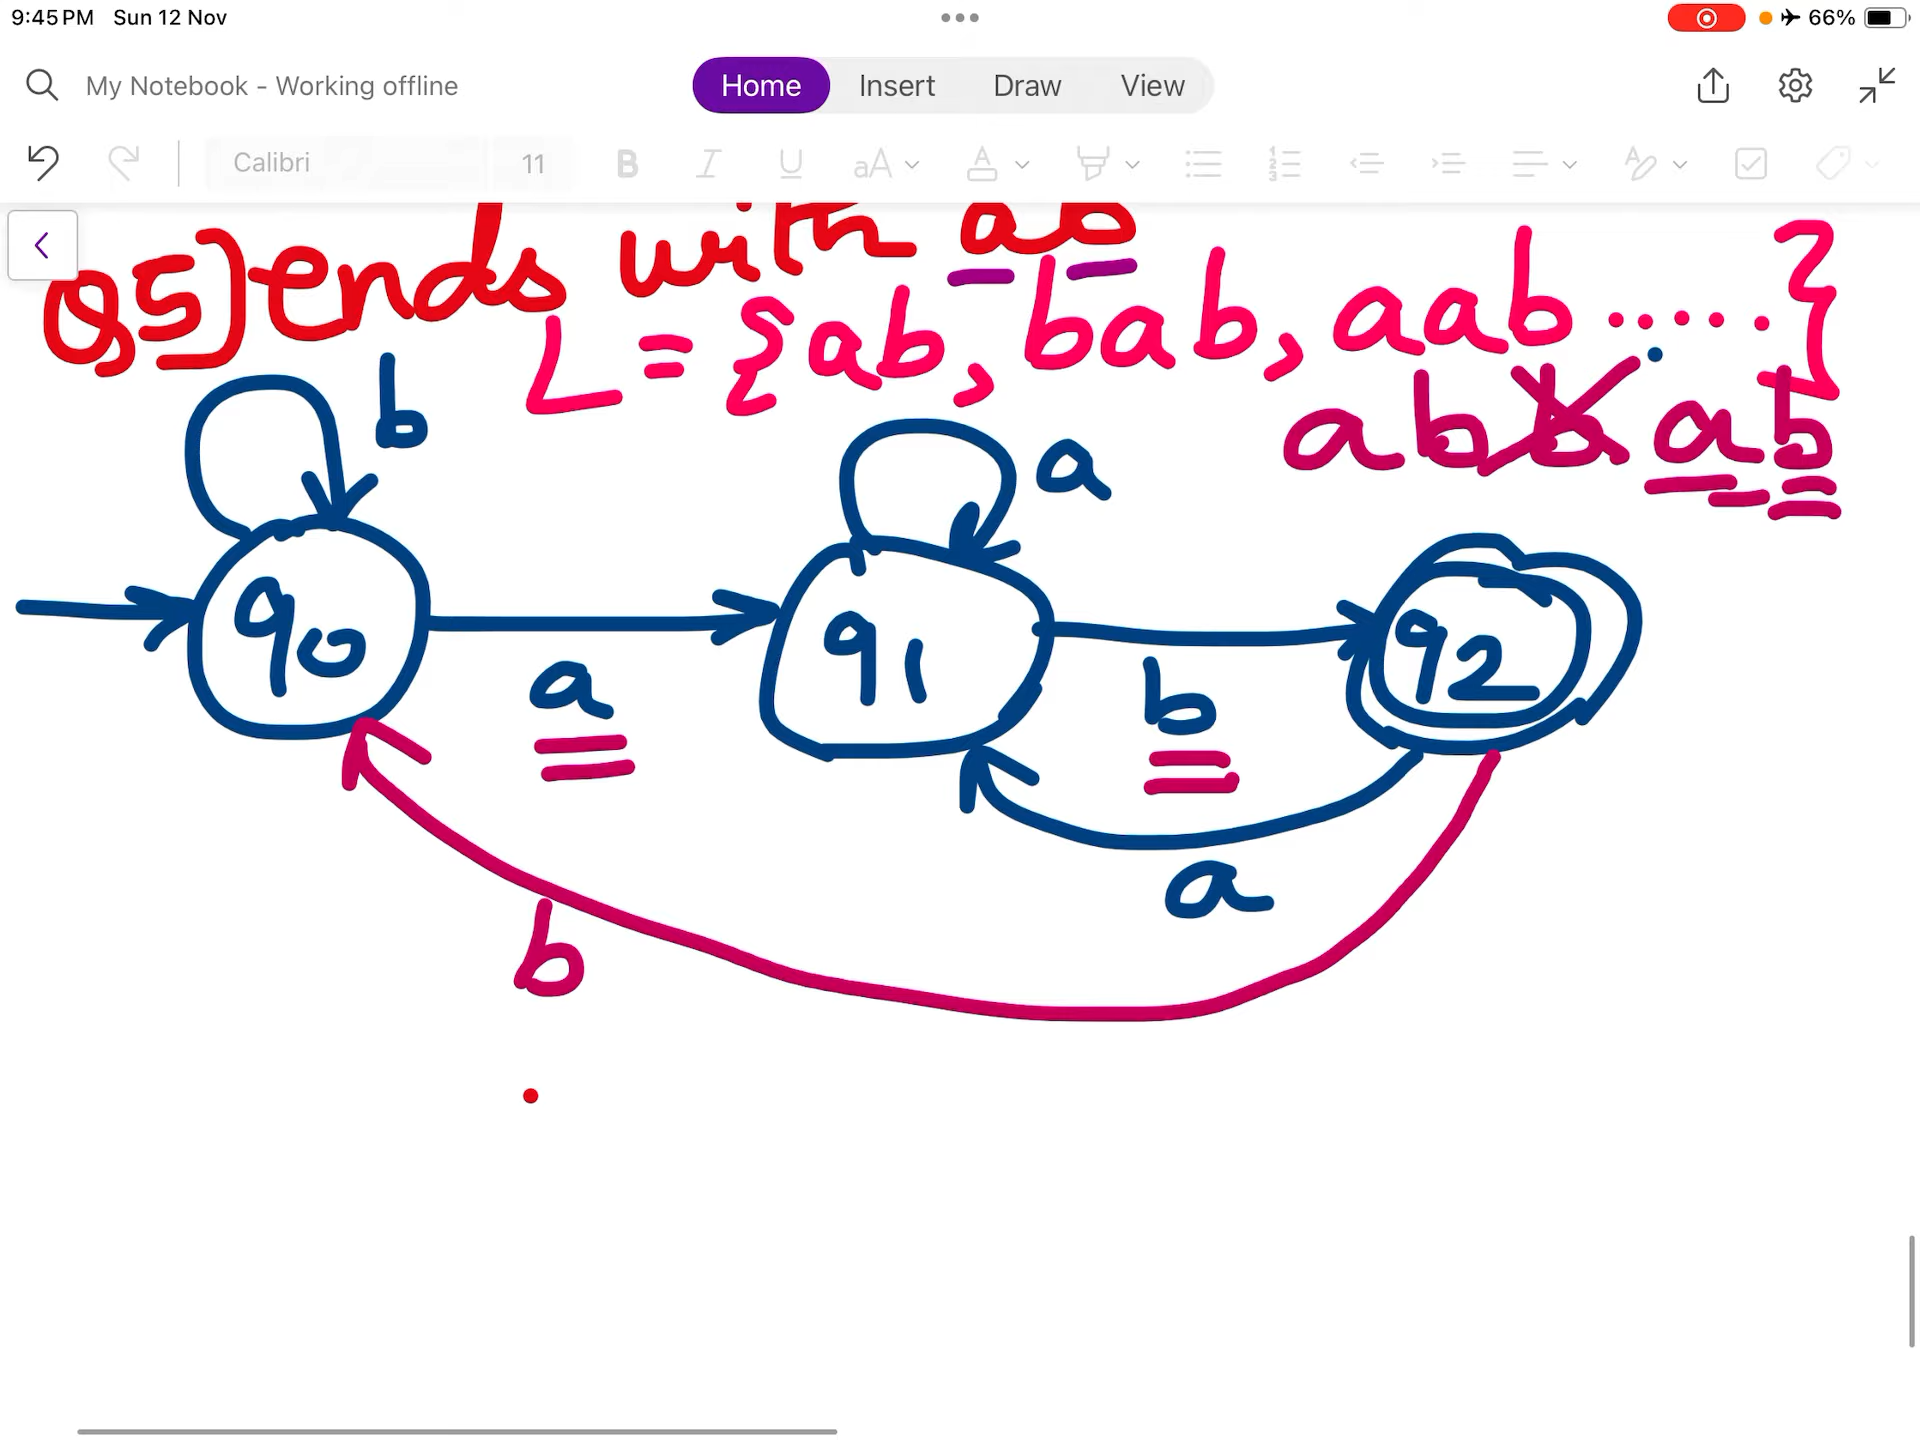 9:45 PM Sun 12 Nov 66%
My Notebook - Working offline Home Insert Draw View
Calibri 11 B I U aA A
Q5] ends with ab
L = {ab, bab, aab ..... }
abbab
b
a
q0 q1 q2
a b
a
b